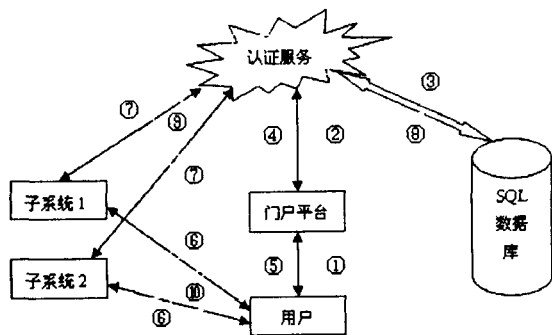 认证服务
③
⑦
⑨
④
②
⑧
⑦
子系统 1
门户平台
SQL
数据
库
⑥
⑤
①
子系统 2
⑩
⑥
用户